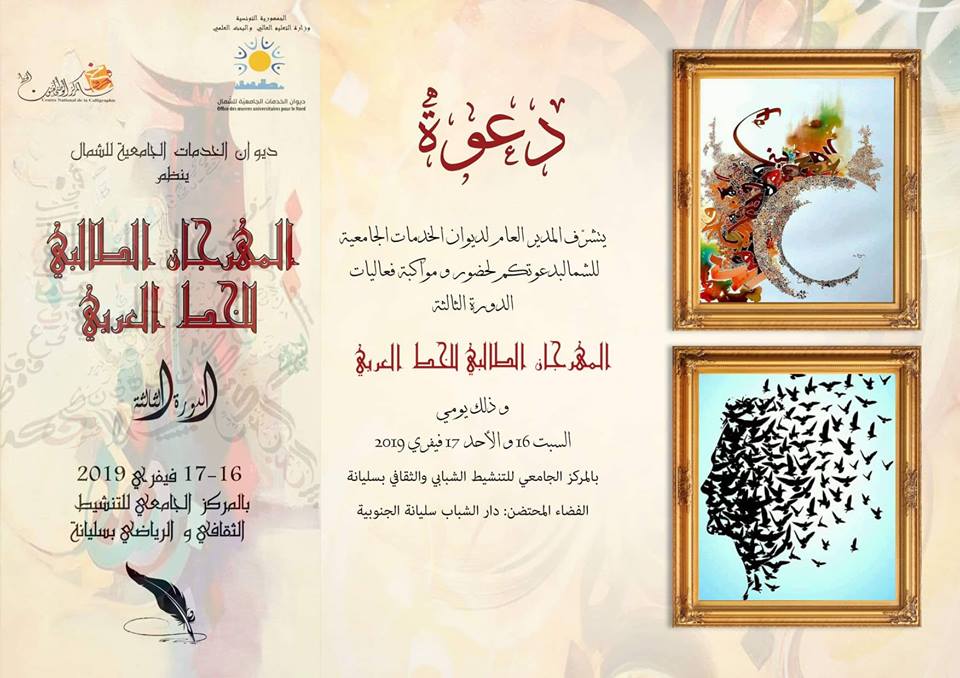 الجمهورية التونسية
وزارة التعليم العالي والبحث العلمي
Centre National de la Calligraphie
ديوان الخدمات الجامعية للشمال
Office des œuvres universitaires pour le Nord
ديوان الخدمات الجامعية للشمال
ينظم
المهرجان الطالبي
للخط العربي
الدورة الثالثة
16-17 فيفري 2019
بالمركز الجامعي للتنشيط
الثقافي و الرياضي بسليانة
دعوة
يتشرف المدير العام لديوان الخدمات الجامعية
للشمالبدعوتكم لحضور و مواكبة فعاليات
الدورة الثالثة
المهرجان الطالبي للخط العربي
و ذلك يومي
السبت 16 و الأحد 17 فيفري 2019
بالمركز الجامعي للتنشيط الشبابي والثقافي بسليانة
الفضاء المحتضن: دار الشباب سليانة الجنوبية